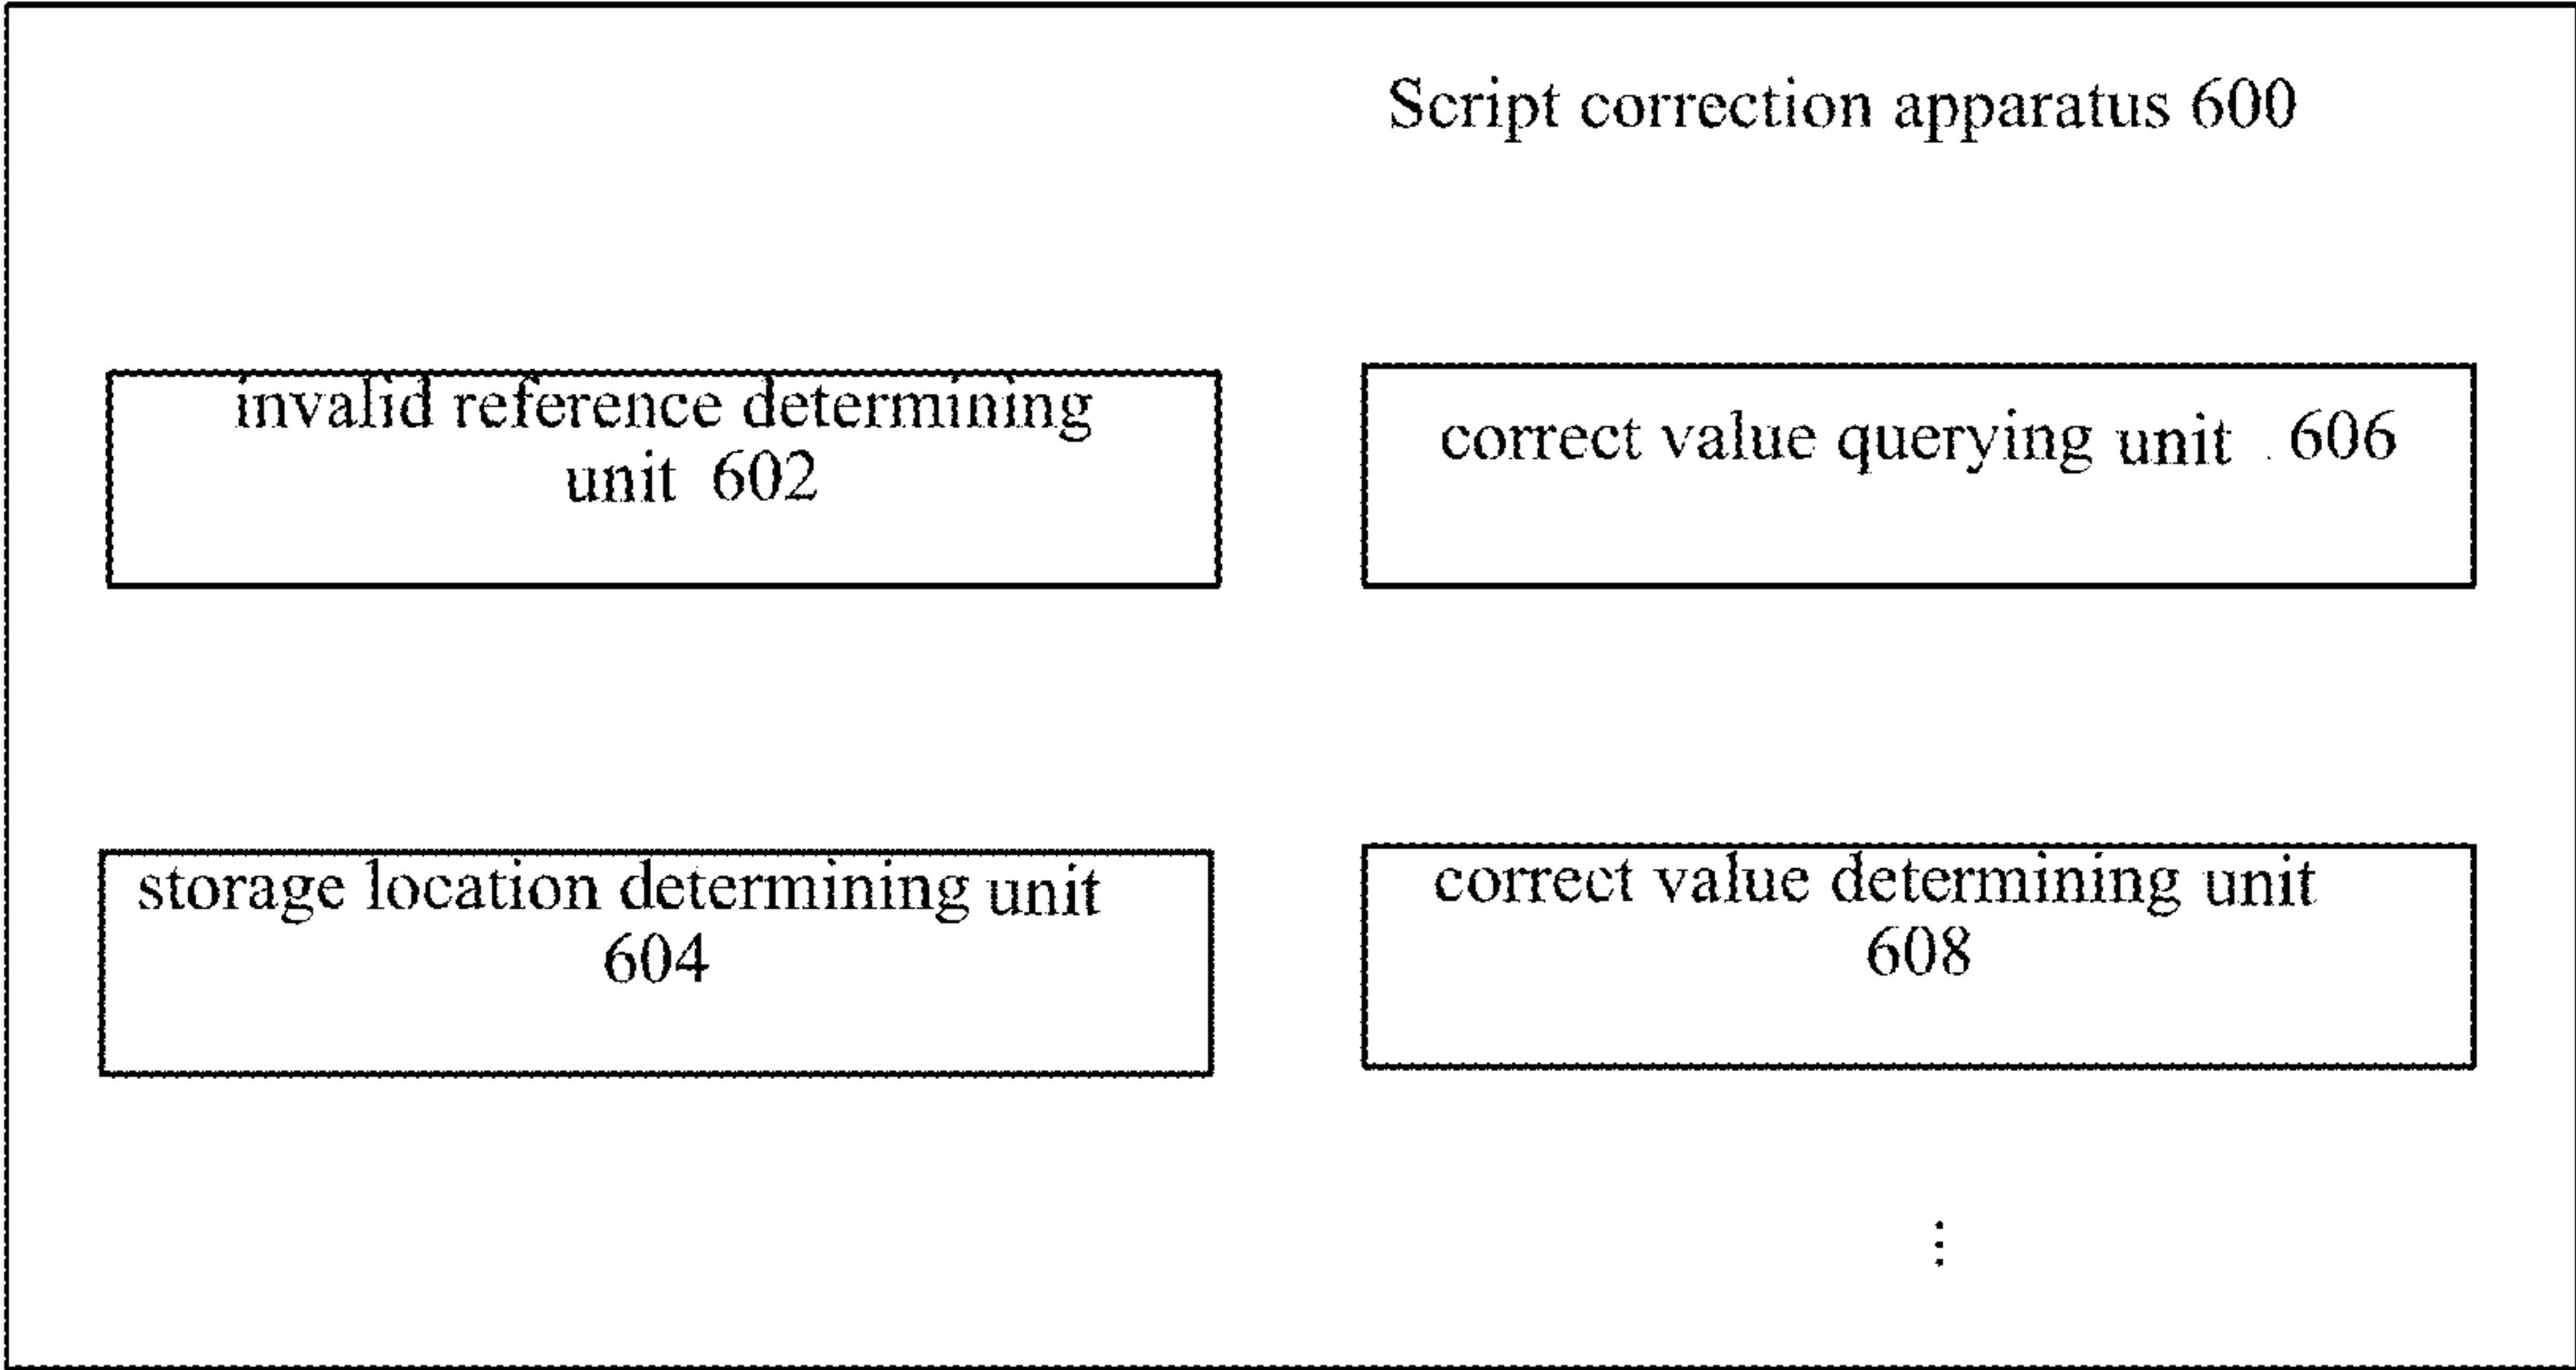 Script correction apparatus 600
invalid reference determining
unit 602
correct value querying unit 606
storage location determining unit
604
correct value determining unit
608
⋮